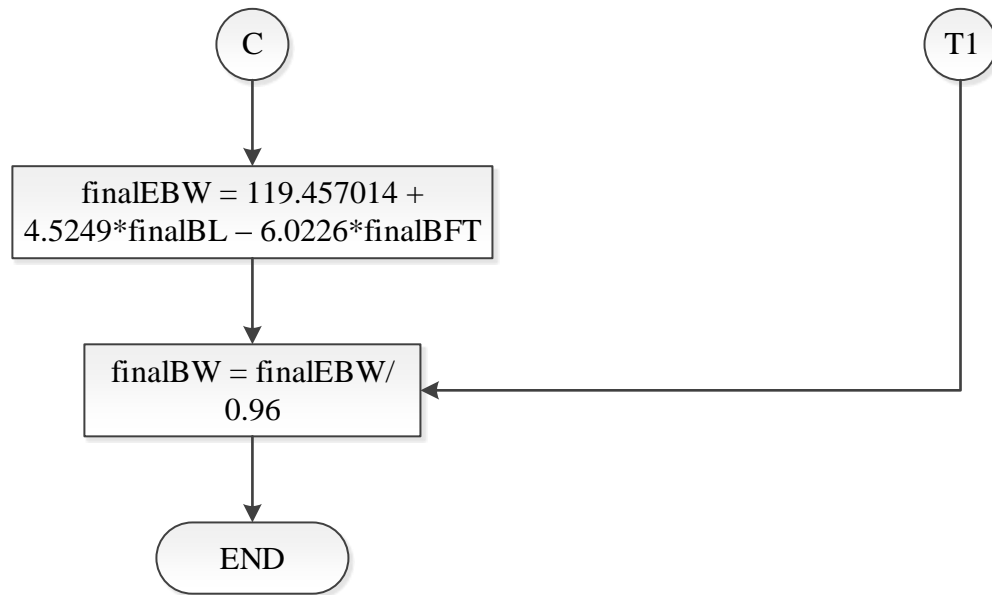 C
T1
finalEBW = 119.457014 +
4.5249*finalBL – 6.0226*finalBFT
finalBW = finalEBW/
0.96
END